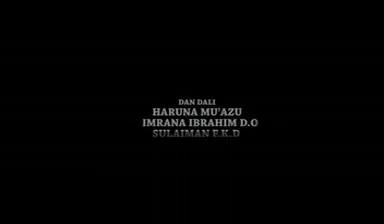 DAN DALI
HARUNA MU'AZU
IMRANA IBRAHIM D.O
SULAIMAN E.K.D